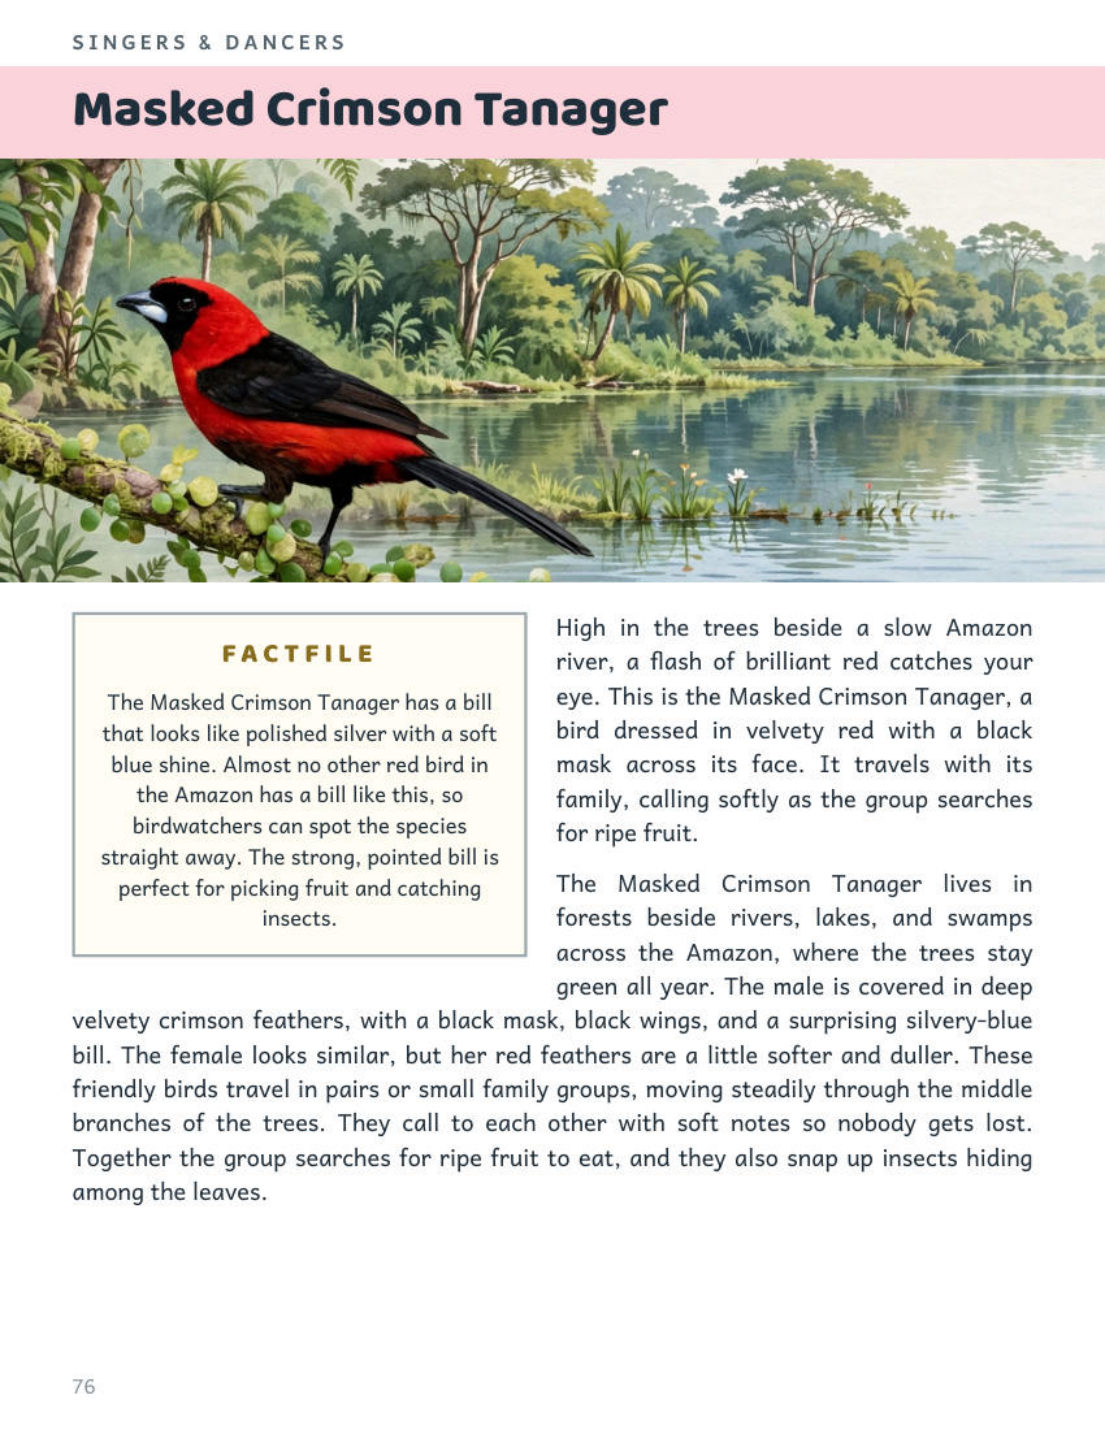 SINGERS & DANCERS
Masked Crimson Tanager
FACTFILE
The Masked Crimson Tanager has a bill
that looks like polished silver with a soft
blue shine. Almost no other red bird in
the Amazon has a bill like this, so
birdwatchers can spot the species
straight away. The strong, pointed bill is
perfect for picking fruit and catching
insects.
High in the trees beside a slow Amazon
river, a flash of brilliant red catches your
eye. This is the Masked Crimson Tanager, a
bird dressed in velvety red with a black
mask across its face. It travels with its
family, calling softly as the group searches
for ripe fruit.
The Masked Crimson Tanager lives in
forests beside rivers, lakes, and swamps
across the Amazon, where the trees stay
green all year. The male is covered in deep
velvety crimson feathers, with a black mask, black wings, and a surprising silvery-blue
bill. The female looks similar, but her red feathers are a little softer and duller. These
friendly birds travel in pairs or small family groups, moving steadily through the middle
branches of the trees. They call to each other with soft notes so nobody gets lost.
Together the group searches for ripe fruit to eat, and they also snap up insects hiding
among the leaves.
76